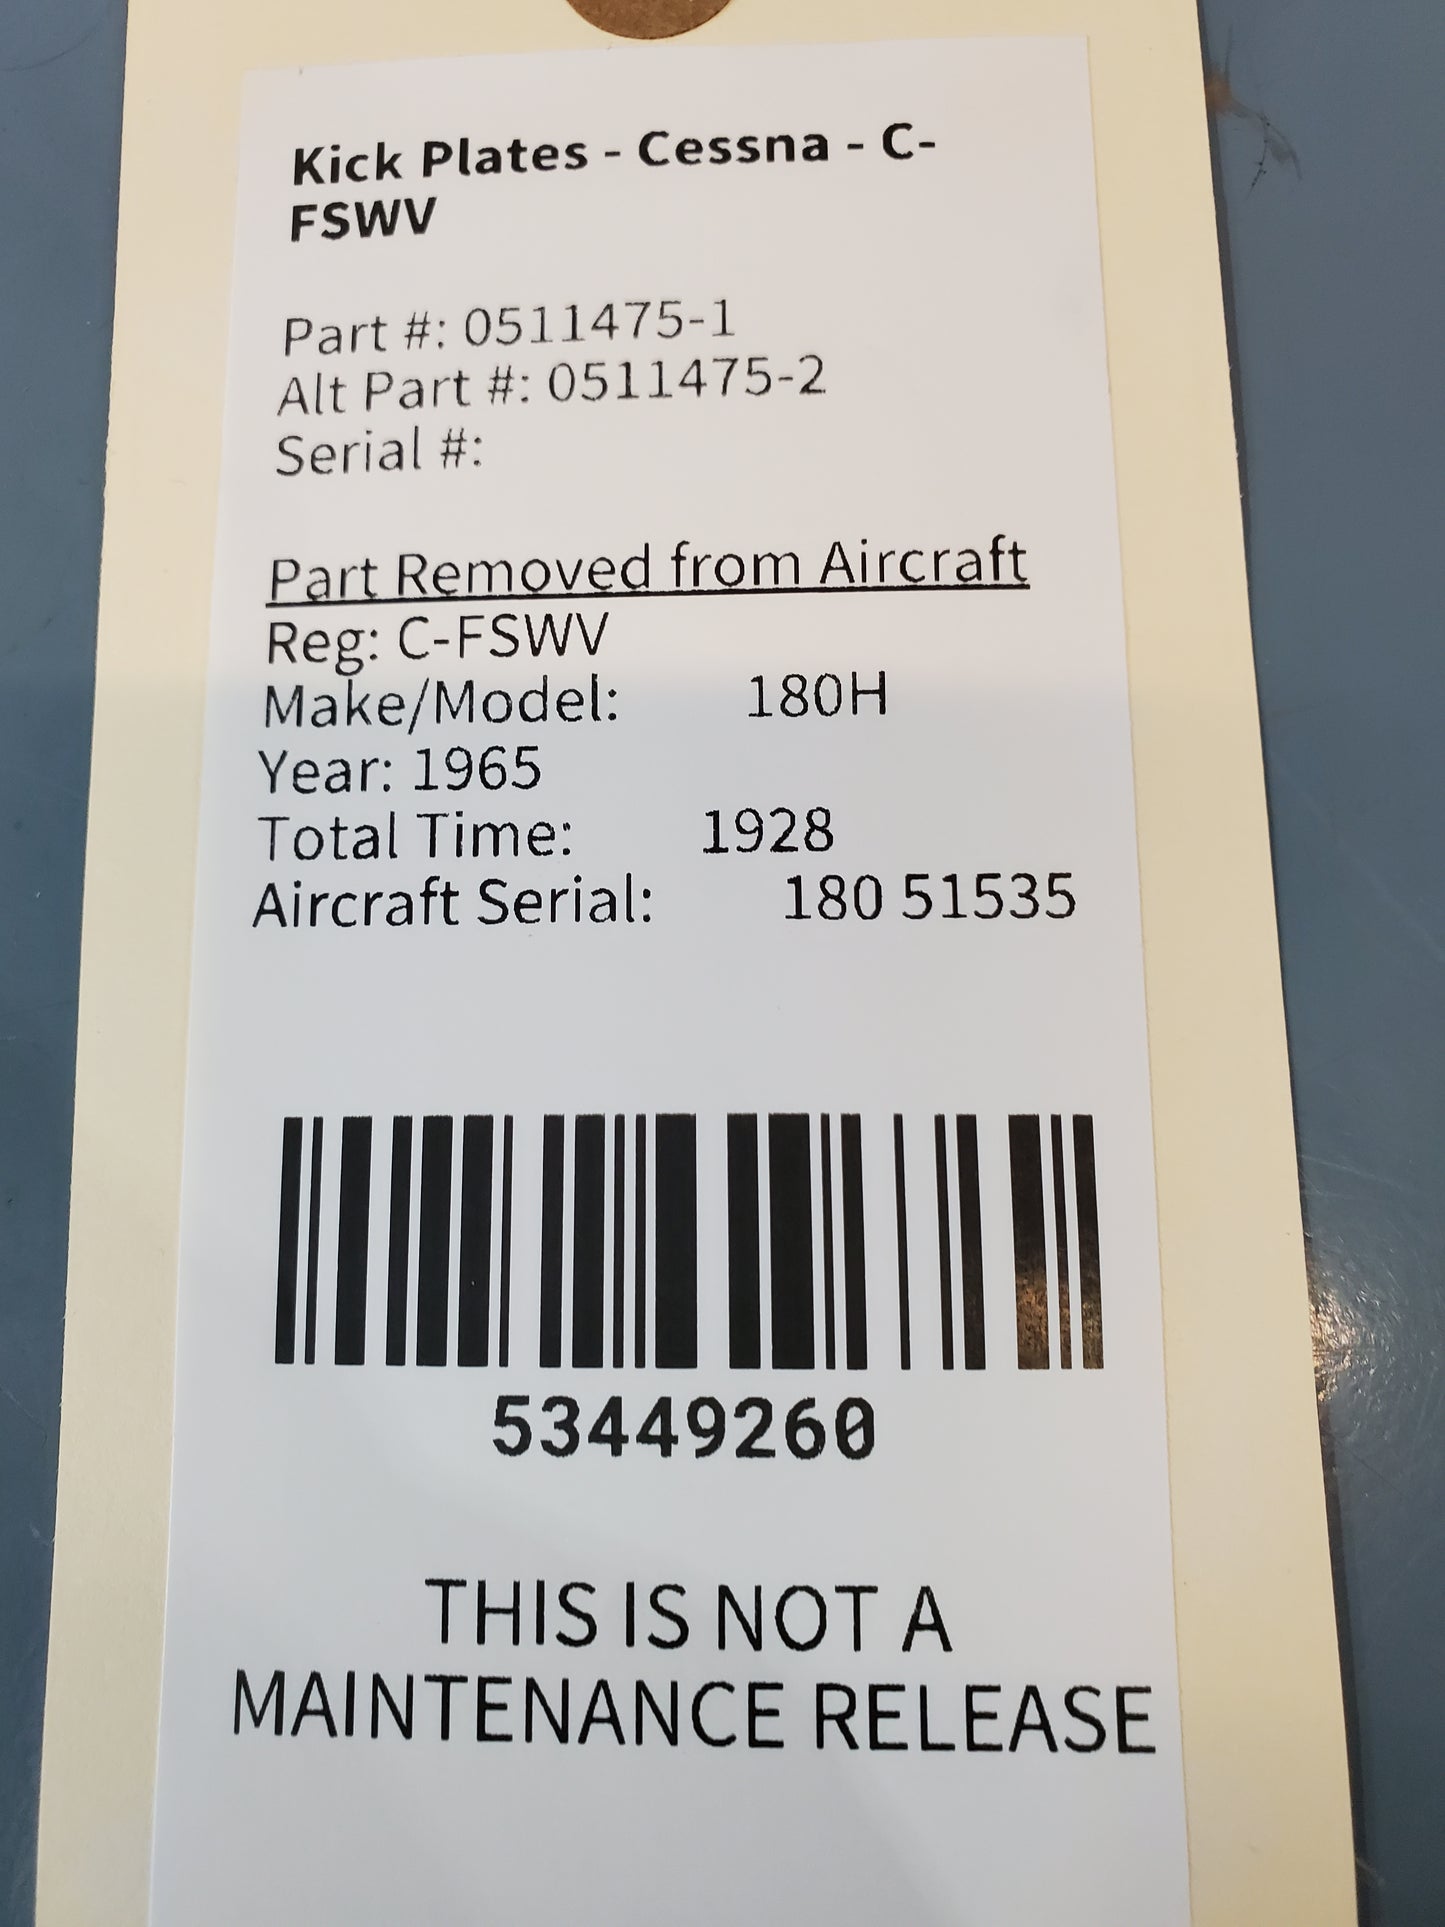 Kick Plates - Cessna - C-
FSWV
Part #: 0511475-1
Alt Part #: 0511475-2
Serial #:
Part Removed from Aircraft
Reg: C-FSWV
Make/Model: 180H
Year: 1965
Total Time: 1928
Aircraft Serial: 180 51535
53449260
THIS IS NOT A
MAINTENANCE RELEASE